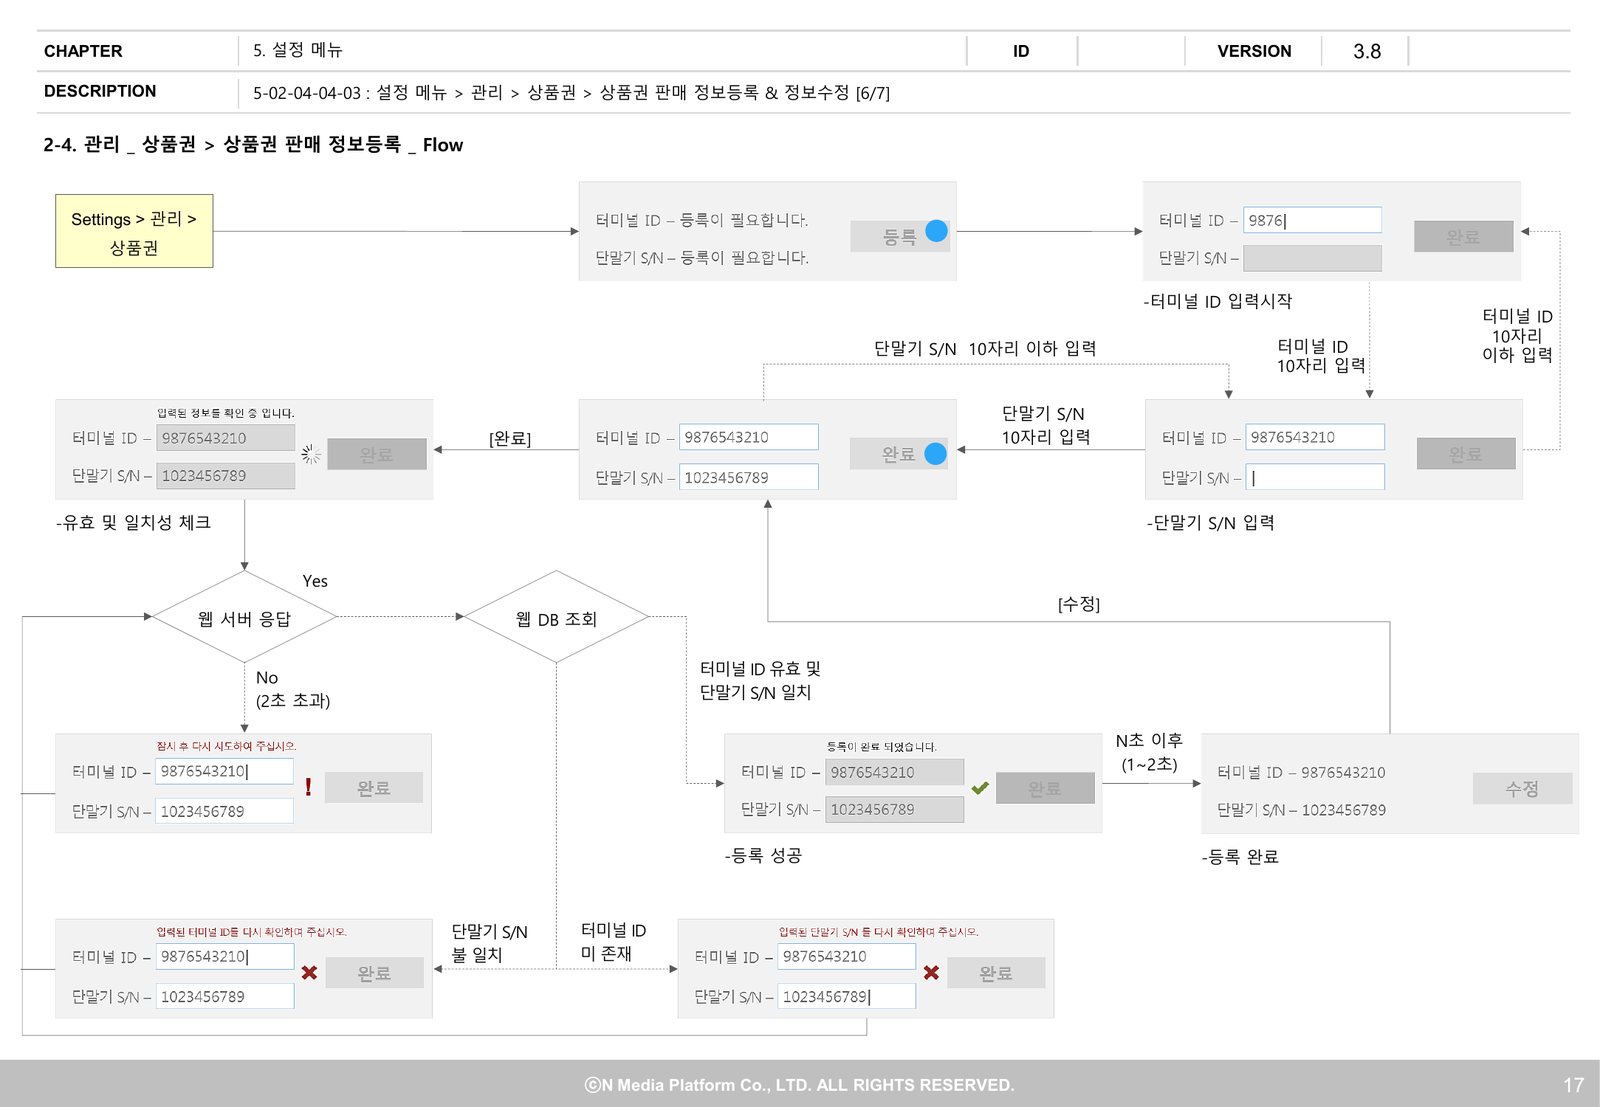 CHAPTER
5. 설정 메뉴
ID
VERSION
3.8
DESCRIPTION
5-02-04-04-03 : 설정 메뉴 > 관리 > 상품권 > 상품권 판매 정보등록 & 정보수정 [6/7]
2-4. 관리 _ 상품권 > 상품권 판매 정보등록 _ Flow
Settings > 관리 >
상품권
터미널 ID – 등록이 필요합니다.
단말기 S/N – 등록이 필요합니다.
등록
터미널 ID – 9876|
단말기 S/N –
완료
-터미널 ID 입력시작
터미널 ID
10자리
이하 입력
터미널 ID
10자리 입력
단말기 S/N 10자리 이하 입력
입력된 정보를 확인 중 입니다.
터미널 ID – 9876543210
단말기 S/N – 1023456789
완료
-유효 및 일치성 체크
[완료]
터미널 ID – 9876543210
단말기 S/N – 1023456789
완료
단말기 S/N
10자리 입력
터미널 ID – 9876543210
단말기 S/N – |
완료
-단말기 S/N 입력
웹 서버 응답
Yes
웹 DB 조회
No
(2초 초과)
[수정]
터미널 ID 유효 및
단말기 S/N 일치
잠시 후 다시 시도하여 주십시오.
터미널 ID – 9876543210|
단말기 S/N – 1023456789
!
완료
등록이 완료 되었습니다.
터미널 ID – 9876543210
단말기 S/N – 1023456789
완료
-등록 성공
N초 이후
(1~2초)
터미널 ID – 9876543210
단말기 S/N – 1023456789
수정
-등록 완료
입력된 터미널 ID를 다시 확인하며 주십시오.
터미널 ID – 9876543210|
단말기 S/N – 1023456789
완료
단말기 S/N
불 일치
터미널 ID
미 존재
입력된 단말기 S/N 를 다시 확인하며 주십시오.
터미널 ID – 9876543210
단말기 S/N – 1023456789|
완료
ⓒN Media Platform Co., LTD. ALL RIGHTS RESERVED.
17